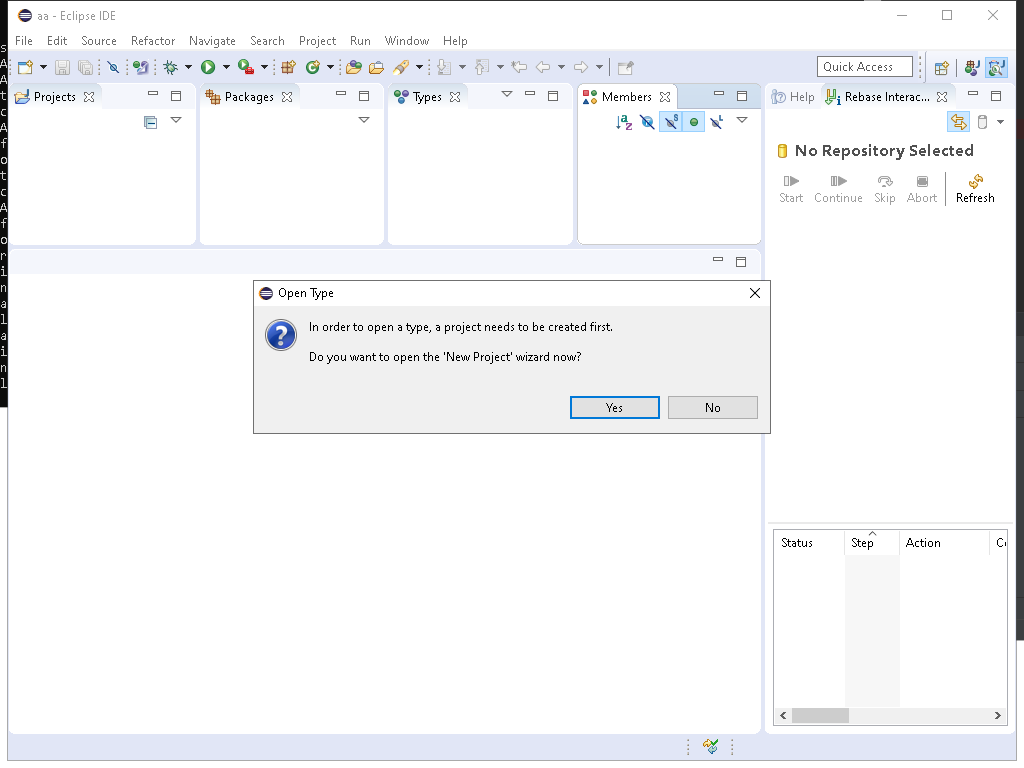 aa - Eclipse IDE
File Edit Source Refactor Navigate Search Project Run Window Help
Quick Access
Projects
Packages
Types
Members
Help
Rebase Interac...
No Repository Selected
Start Continue Skip Abort Refresh
Open Type
In order to open a type, a project needs to be created first.
Do you want to open the 'New Project' wizard now?
Yes No
Status Step Action